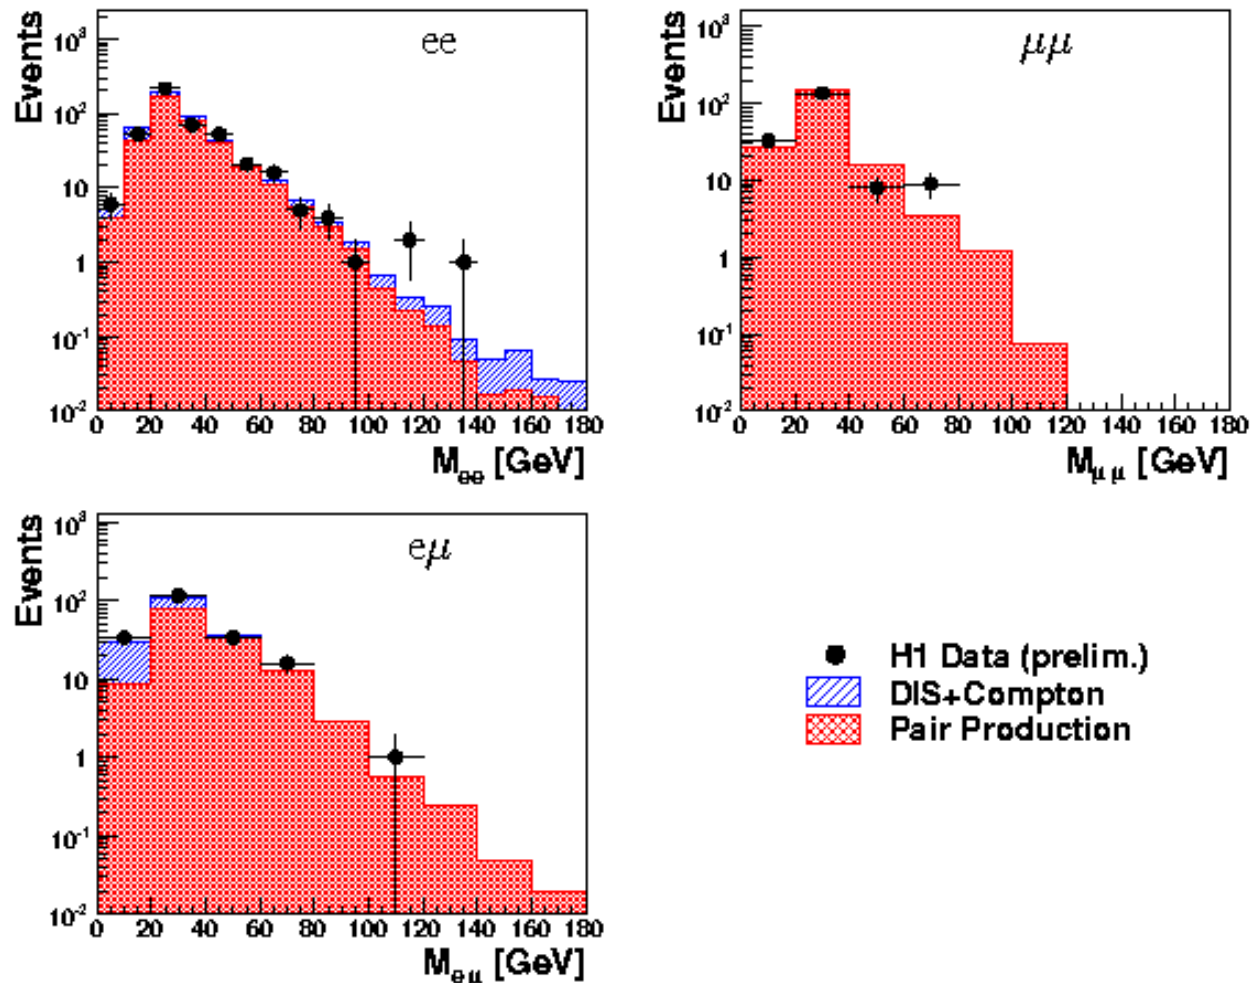 ee
Events
10³
10²
10
1
10⁻¹
10⁻²
0 20 40 60 80 100 120 140 160 180
M_ee [GeV]
μμ
Events
10³
10²
10
1
10⁻¹
10⁻²
0 20 40 60 80 100 120 140 160 180
M_μμ [GeV]
eμ
Events
10³
10²
10
1
10⁻¹
10⁻²
0 20 40 60 80 100 120 140 160 180
M_eμ [GeV]
H1 Data (prelim.)
DIS+Compton
Pair Production